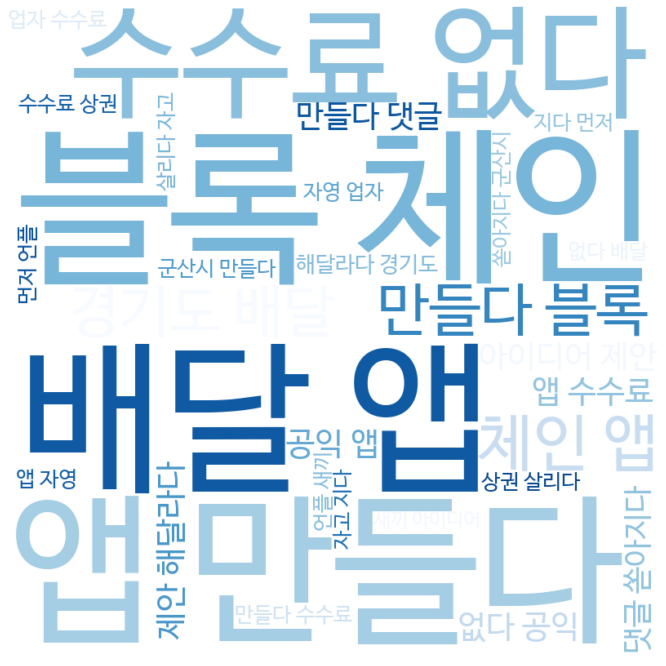 업자 수수료
수수료 없다
수수료 상권
살리다 자고
만들다 댓글
지다 먼저
블록 체인
자영 업자
쏟아지다 군산시
먼저 언플
군산시 만들다
해달라다 경기도
없다 배달
경기도 배달
만들다 블록
배달 앱
아이디어 제안
앱 수수료
공익 앱
체인 앱
앱 자영
언플 새끼
자고 지다
상권 살리다
제안 해달라다
앱 만들다
새끼 아이디어
댓글 쏟아지다
만들다 수수료
없다 공익